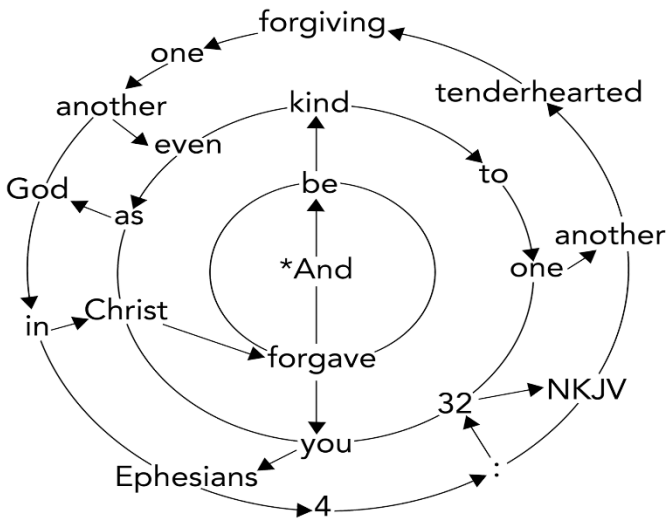 *And
be
kind
to
one
another
tenderhearted
forgiving
one
another
even
as
God
in
Christ
forgave
you
Ephesians
4
:
32
NKJV